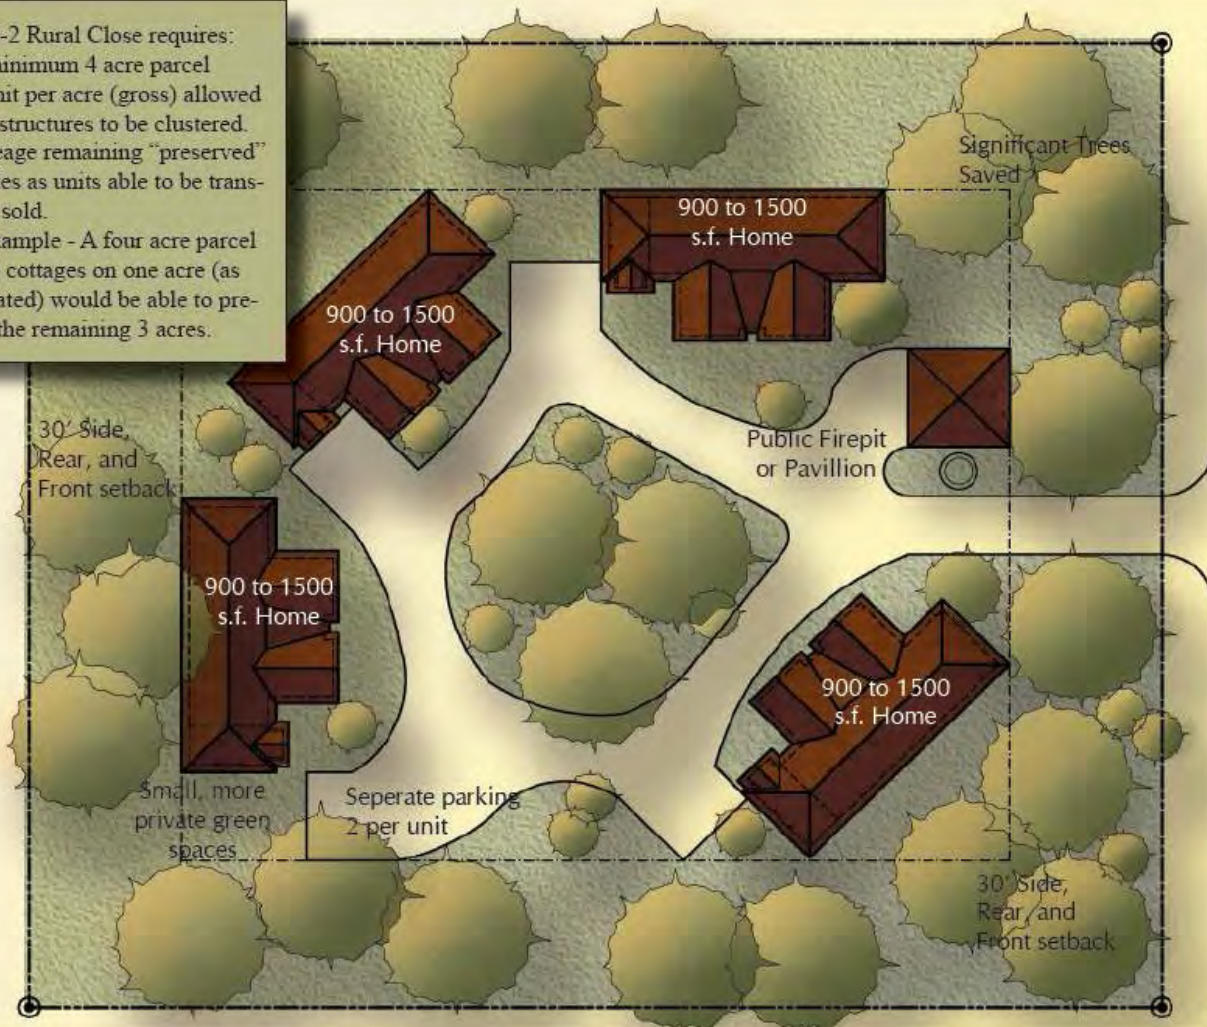 -2 Rural Close requires:
minimum 4 acre parcel
nit per acre (gross) allowed
structures to be clustered.
eage remaining “preserved”
es as units able to be trans-
sold.
ample - A four acre parcel
cottages on one acre (as
ated) would be able to pre-
the remaining 3 acres.
Significant Trees
Saved
900 to 1500
s.f. Home
900 to 1500
s.f. Home
30' Side,
Rear, and
Front setback
Public Firepit
or Pavillion
900 to 1500
s.f. Home
900 to 1500
s.f. Home
Small, more
private green
spaces
Seperate parking
2 per unit
30' Side,
Rear, and
Front setback